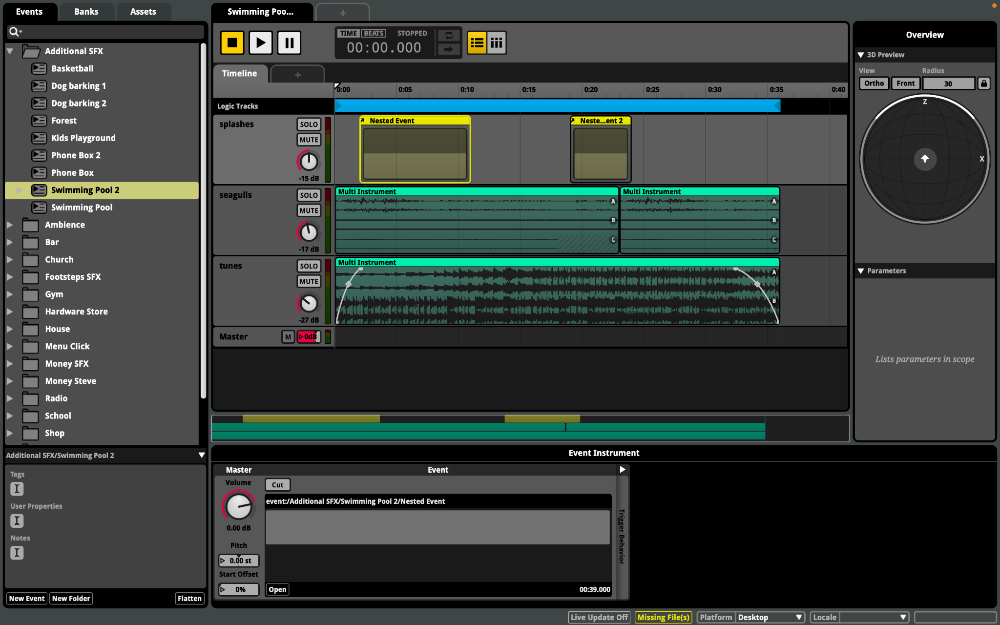 Events
Banks
Assets
Additional SFX
Basketball
Dog barking 1
Dog barking 2
Forest
Kids Playground
Phone Box 2
Phone Box
Swimming Pool 2
Swimming Pool
Ambience
Bar
Church
Footsteps SFX
Gym
Hardware Store
House
Menu Click
Money SFX
Money Steve
Radio
School
Shop
Additional SFX/Swimming Pool 2
Tags
User Properties
Notes
New Event
New Folder
Flatten
Swimming Poo...
+
TIME
BEATS
STOPPED
00:00.000
Timeline
+
0:00
0:05
0:10
0:15
0:20
0:25
0:30
0:35
0:40
Logic Tracks
splashes
SOLO
MUTE
-15 dB
Nested Event
Neste...ent 2
seagulls
SOLO
MUTE
-17 dB
Multi Instrument
A
B
C
Multi Instrument
A
B
C
tunes
SOLO
MUTE
-27 dB
Multi Instrument
A
B
Master
M
0dB
Overview
3D Preview
View
Radius
Ortho
Front
30
Z
X
Parameters
Lists parameters in scope
Event Instrument
Master
Event
Volume
0.00 dB
Pitch
0.00 st
Start Offset
0%
Cut
event:/Additional SFX/Swimming Pool 2/Nested Event
Open
00:39.000
Trigger Behavior
Live Update Off
Missing File(s)
Platform
Desktop
Locale